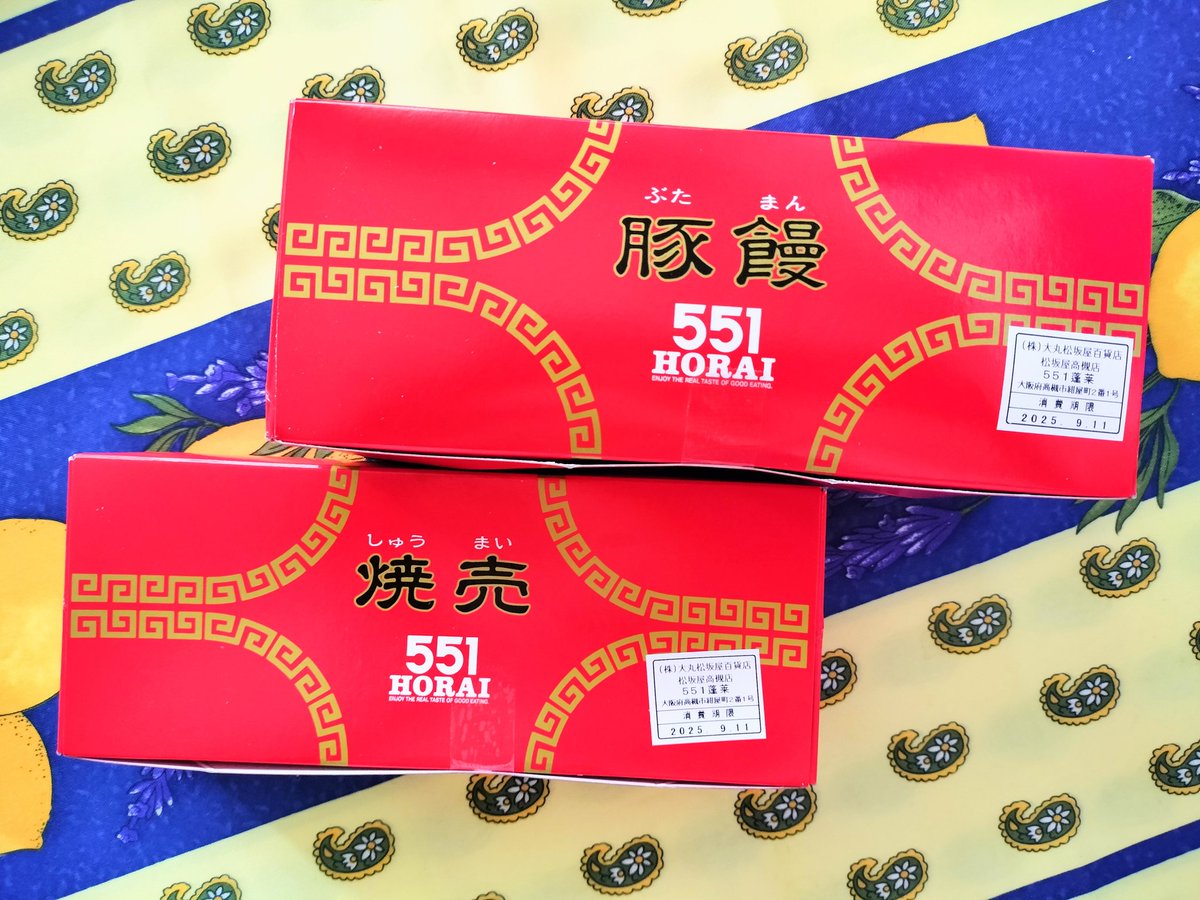 ぶた まん
豚饅
551
HORAI
ENJOY THE REAL TASTE OF GOOD EATING.
(株)大丸松坂屋百貨店
松坂屋高槻店
551蓬莱
大阪府高槻市紺屋町2番1号
消費期限
2025. 9.11
しゅう まい
焼売
551
HORAI
ENJOY THE REAL TASTE OF GOOD EATING.
(株)大丸松坂屋百貨店
松坂屋高槻店
551蓬莱
大阪府高槻市紺屋町2番1号
消費期限
2025. 9.11